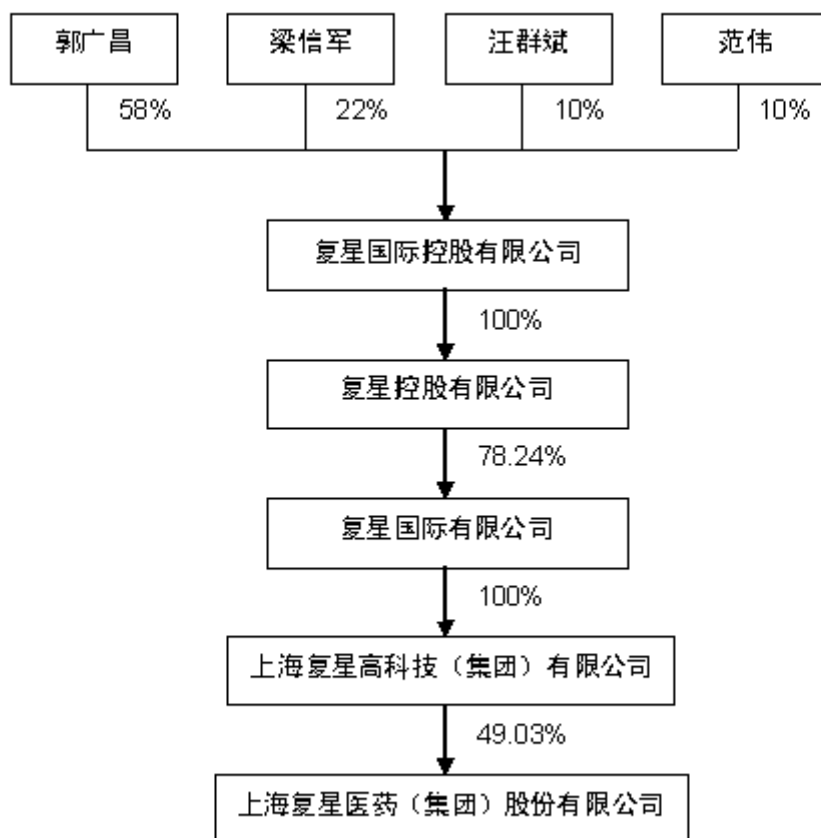 郭广昌
梁信军
汪群斌
范伟
58%
22%
10%
10%
复星国际控股有限公司
100%
复星控股有限公司
78.24%
复星国际有限公司
100%
上海复星高科技（集团）有限公司
49.03%
上海复星医药（集团）股份有限公司